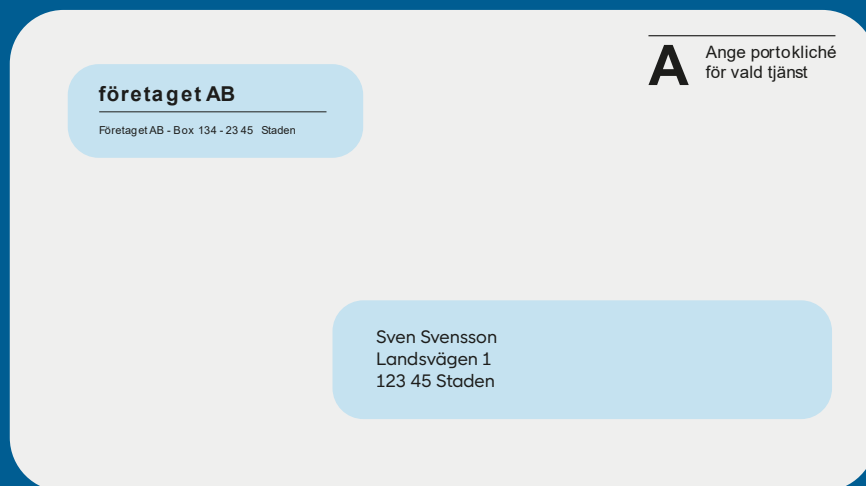 företaget AB
Företaget AB - Box 134 - 23 45 Staden
A
Ange portokliché
för vald tjänst
Sven Svensson
Landsvägen 1
123 45 Staden